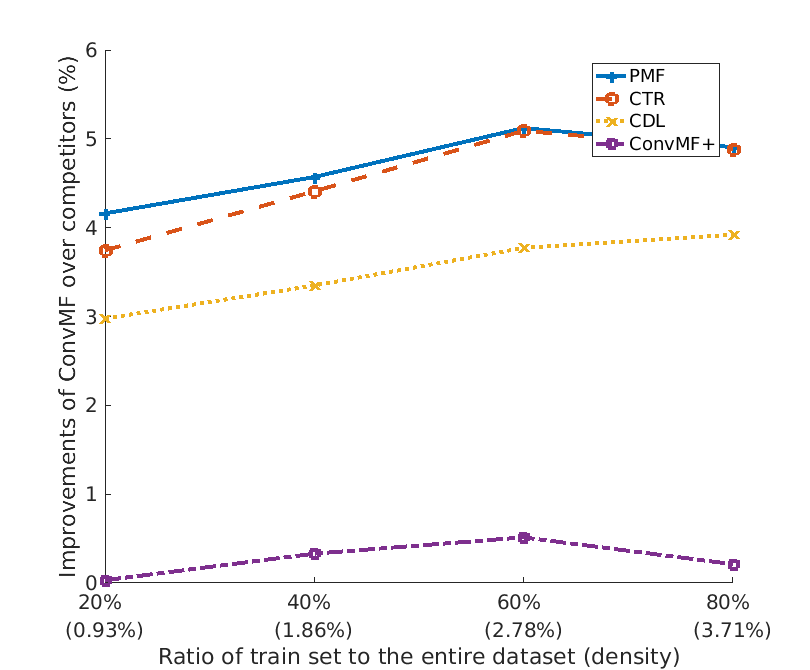 Improvements of ConvMF over competitors (%)
6
5
4
3
2
1
0
PMF
CTR
CDL
ConvMF+
20% 40% 60% 80%
(0.93%) (1.86%) (2.78%) (3.71%)
Ratio of train set to the entire dataset (density)